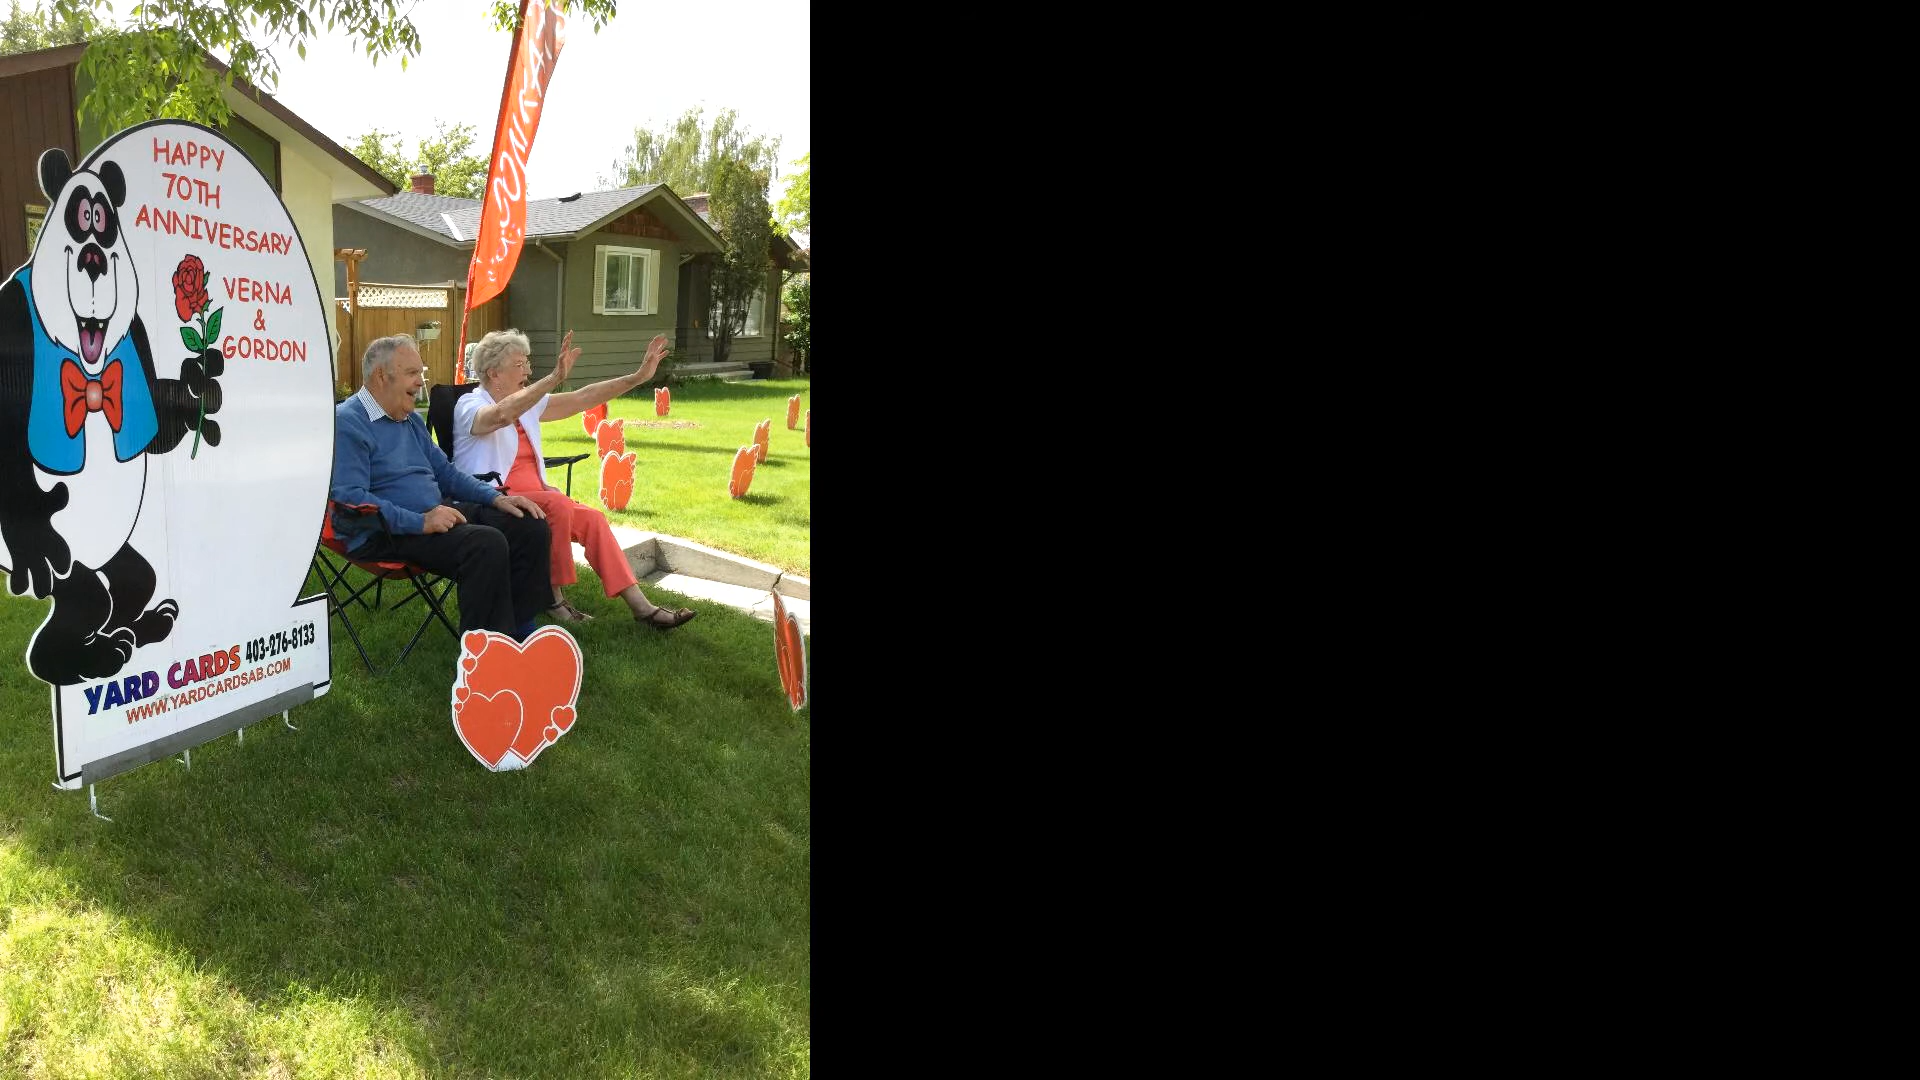 HAPPY
70TH
ANNIVERSARY
VERNA
&
GORDON
YARD CARDS 403-276-8133
WWW.YARDCARDSAB.COM